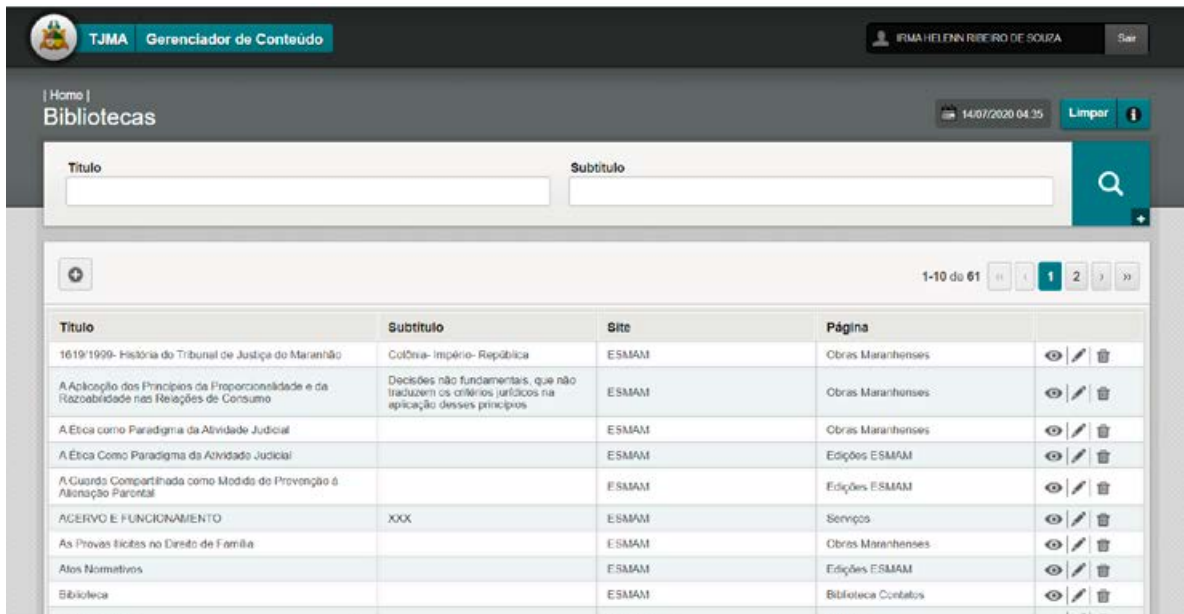 TJMA Gerenciador de Conteúdo
IRMA HELENN RIBEIRO DE SOUZA
Sair
| Home |
Bibliotecas
14/07/2020 04:35
Limpar
Título
Subtítulo
1-10 de 61
« ‹ 1 2 › »
Título Subtítulo Site Página
1619/1999- História do Tribunal de Justiça do Maranhão Colônia- Império- República ESMAM Obras Maranhenses
A Aplicação dos Princípios da Proporcionalidade e da
Razoabilidade nas Relações de Consumo
Decisões não fundamentais, que não
traduzem os critérios jurídicos na
aplicação desses princípios
ESMAM Obras Maranhenses
A Ética como Paradigma da Atividade Judicial ESMAM Obras Maranhenses
A Ética Como Paradigma da Atividade Judicial ESMAM Edições ESMAM
A Guarda Compartilhada como Medida de Prevenção á
Alienação Parental
ESMAM Edições ESMAM
ACERVO E FUNCIONAMENTO XXX ESMAM Serviços
As Provas Ilícitas no Direito de Família ESMAM Obras Maranhenses
Atos Normativos ESMAM Edições ESMAM
Biblioteca ESMAM Biblioteca Contatos